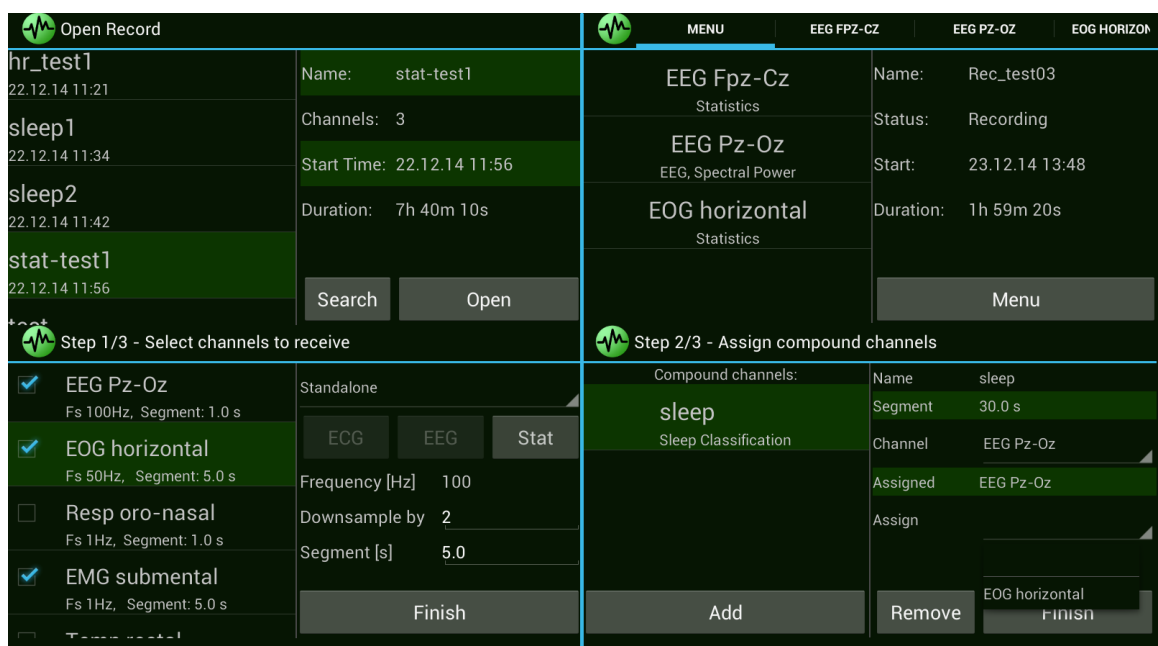 Open Record
hr_test1
22.12.14 11:21
sleep1
22.12.14 11:34
sleep2
22.12.14 11:42
stat-test1
22.12.14 11:56
Name: stat-test1
Channels: 3
Start Time: 22.12.14 11:56
Duration: 7h 40m 10s
Search Open
MENU EEG FPZ-CZ EEG PZ-OZ EOG HORIZON
EEG Fpz-Cz
Statistics
EEG Pz-Oz
EEG, Spectral Power
EOG horizontal
Statistics
Name: Rec_test03
Status: Recording
Start: 23.12.14 13:48
Duration: 1h 59m 20s
Menu
Step 1/3 - Select channels to receive
EEG Pz-Oz
Fs 100Hz, Segment: 1.0 s
EOG horizontal
Fs 50Hz, Segment: 5.0 s
Resp oro-nasal
Fs 1Hz, Segment: 1.0 s
EMG submental
Fs 1Hz, Segment: 5.0 s
Standalone
ECG EEG Stat
Frequency [Hz] 100
Downsample by 2
Segment [s] 5.0
Finish
Step 2/3 - Assign compound channels
Compound channels:
sleep
Sleep Classification
Add
Name sleep
Segment 30.0 s
Channel EEG Pz-Oz
Assigned EEG Pz-Oz
Assign
EOG horizontal
Remove Finish